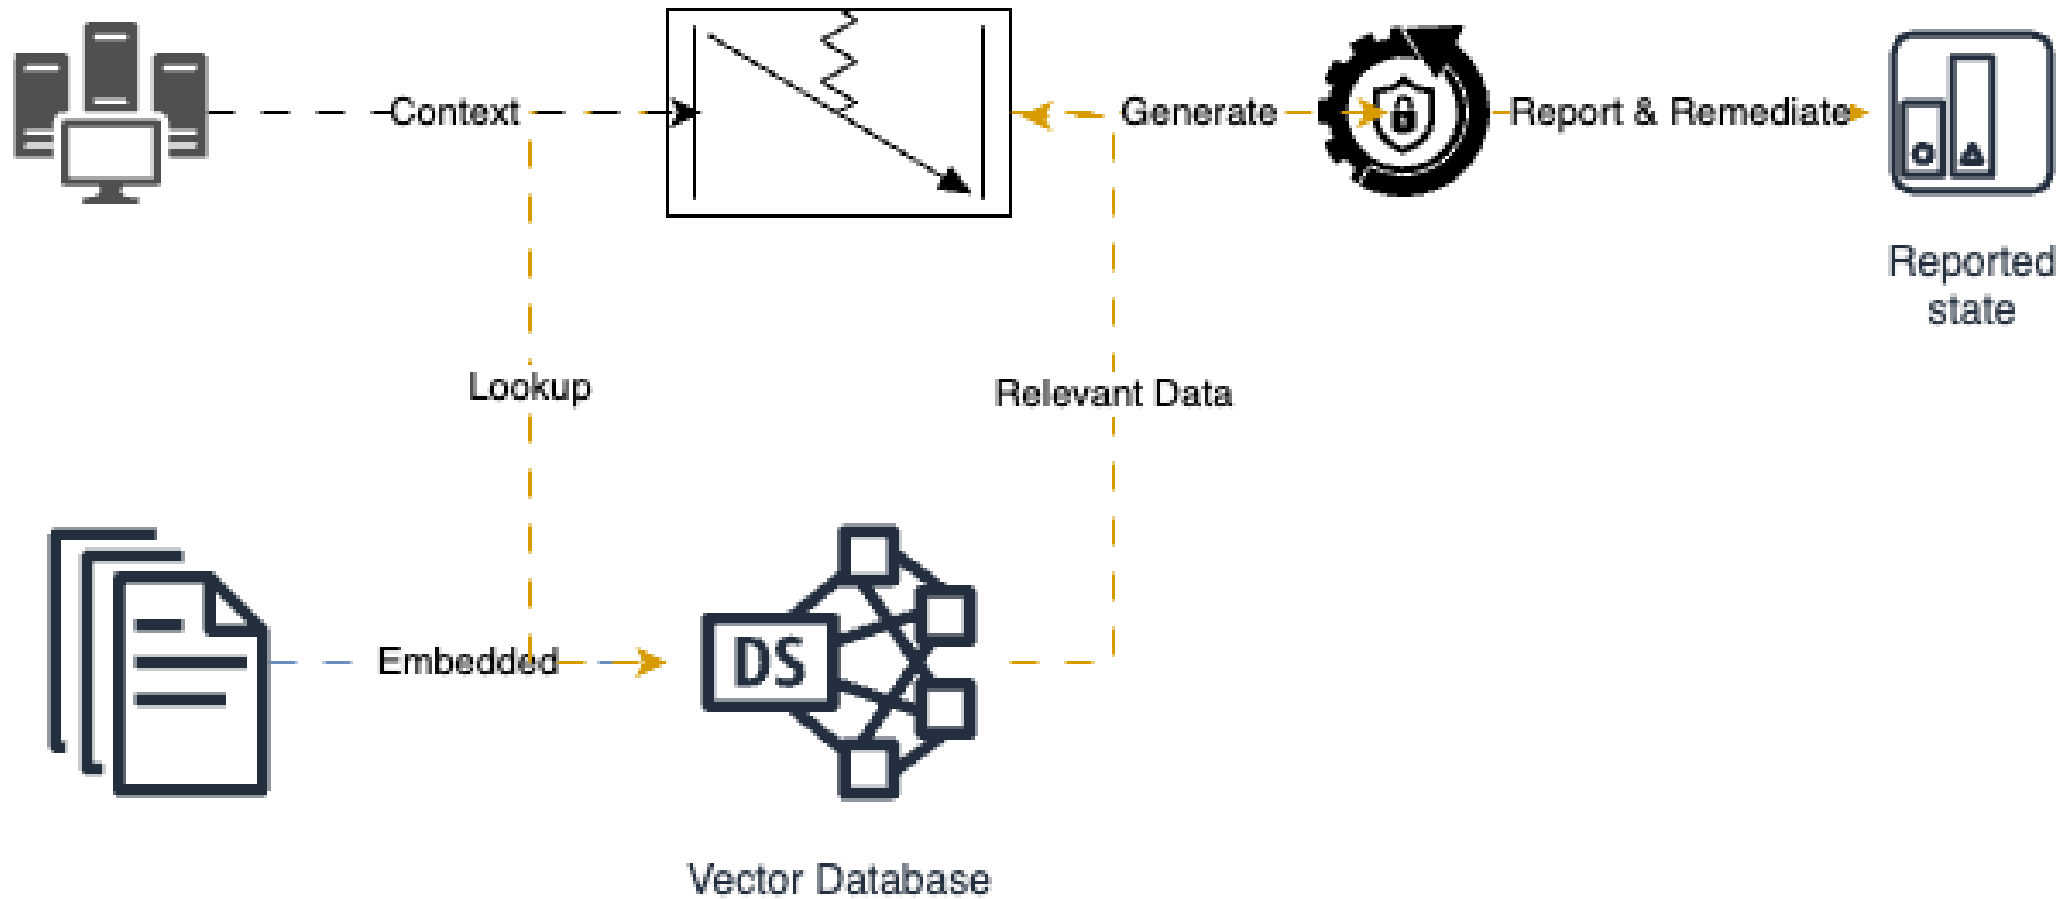 Context
Generate
Report & Remediate
Reported
state
Lookup
Relevant Data
Embedded
DS
Vector Database